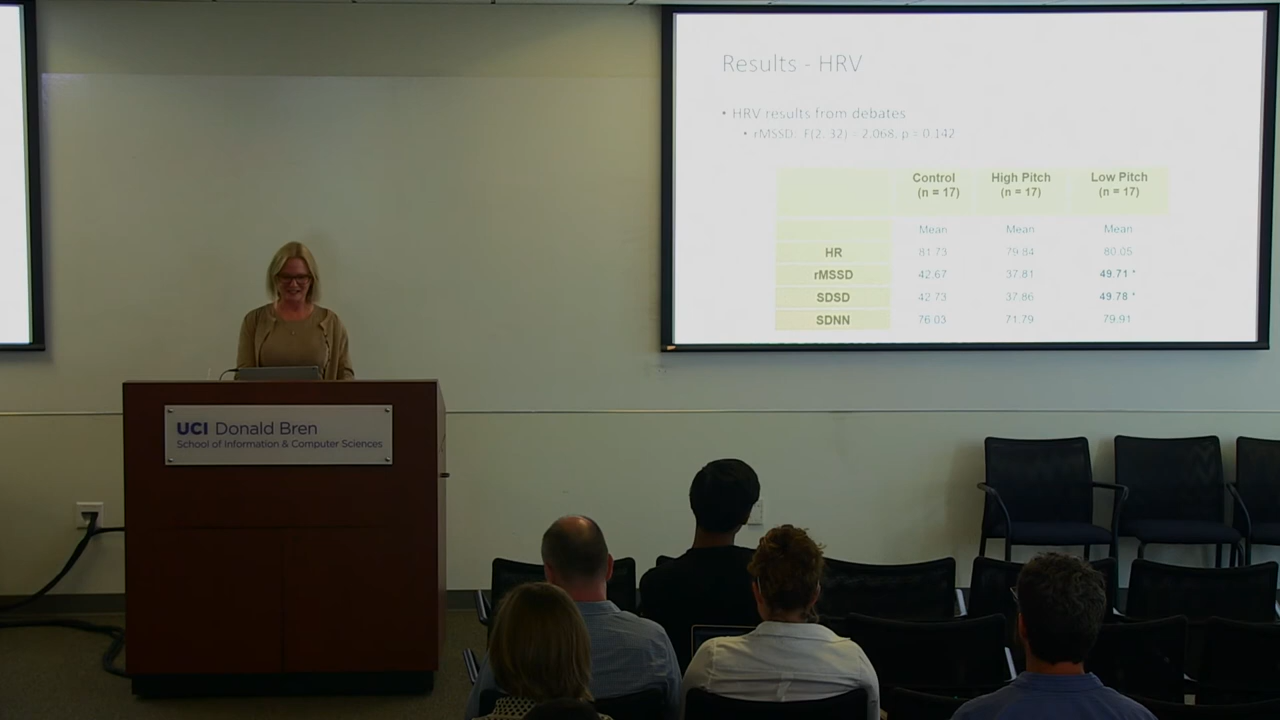 Results - HRV
• HRV results from debates
• rMSSD: F(2, 32) = 2.068, p = 0.142
Control (n = 17) High Pitch (n = 17) Low Pitch (n = 17)
Mean Mean Mean
HR 81.73 79.84 80.05
rMSSD 42.67 37.81 49.71 *
SDSD 42.73 37.86 49.78 *
SDNN 76.03 71.79 79.91
UCI Donald Bren
School of Information & Computer Sciences